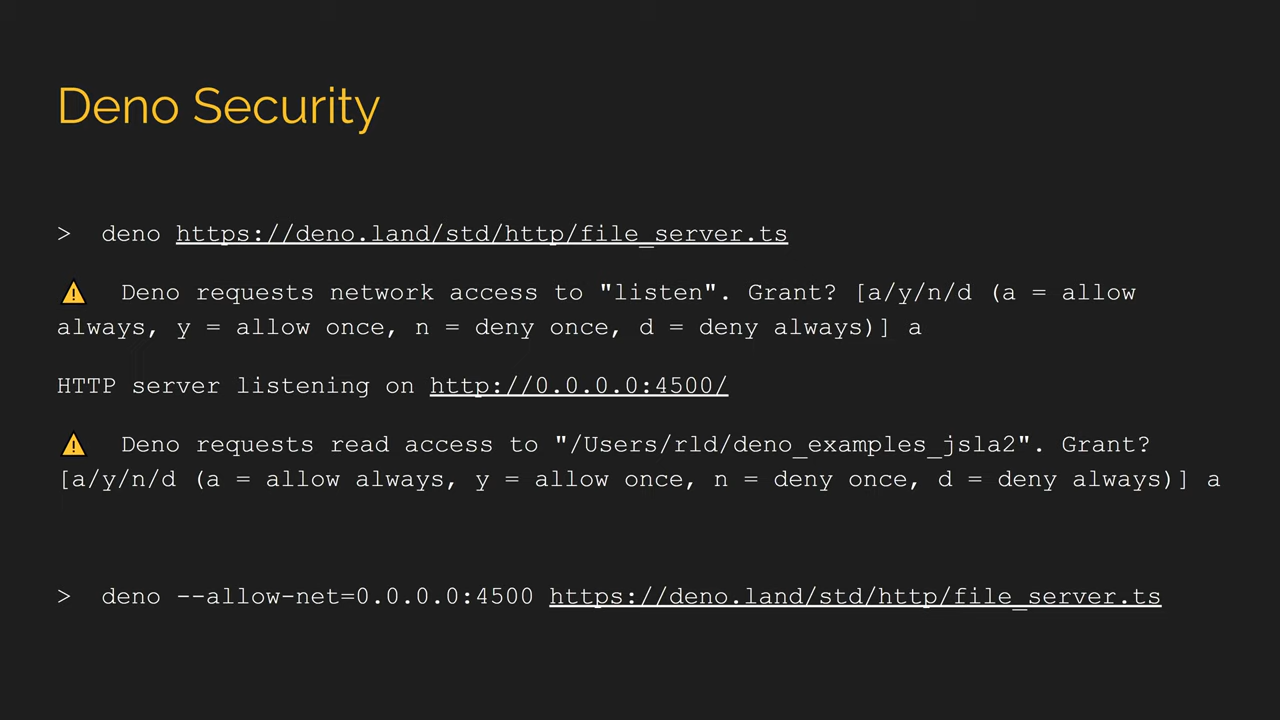 Deno Security
> deno https://deno.land/std/http/file_server.ts
⚠ Deno requests network access to "listen". Grant? [a/y/n/d (a = allow
always, y = allow once, n = deny once, d = deny always)] a
HTTP server listening on http://0.0.0.0:4500/
⚠ Deno requests read access to "/Users/rld/deno_examples_jsla2". Grant?
[a/y/n/d (a = allow always, y = allow once, n = deny once, d = deny always)] a
> deno --allow-net=0.0.0.0:4500 https://deno.land/std/http/file_server.ts